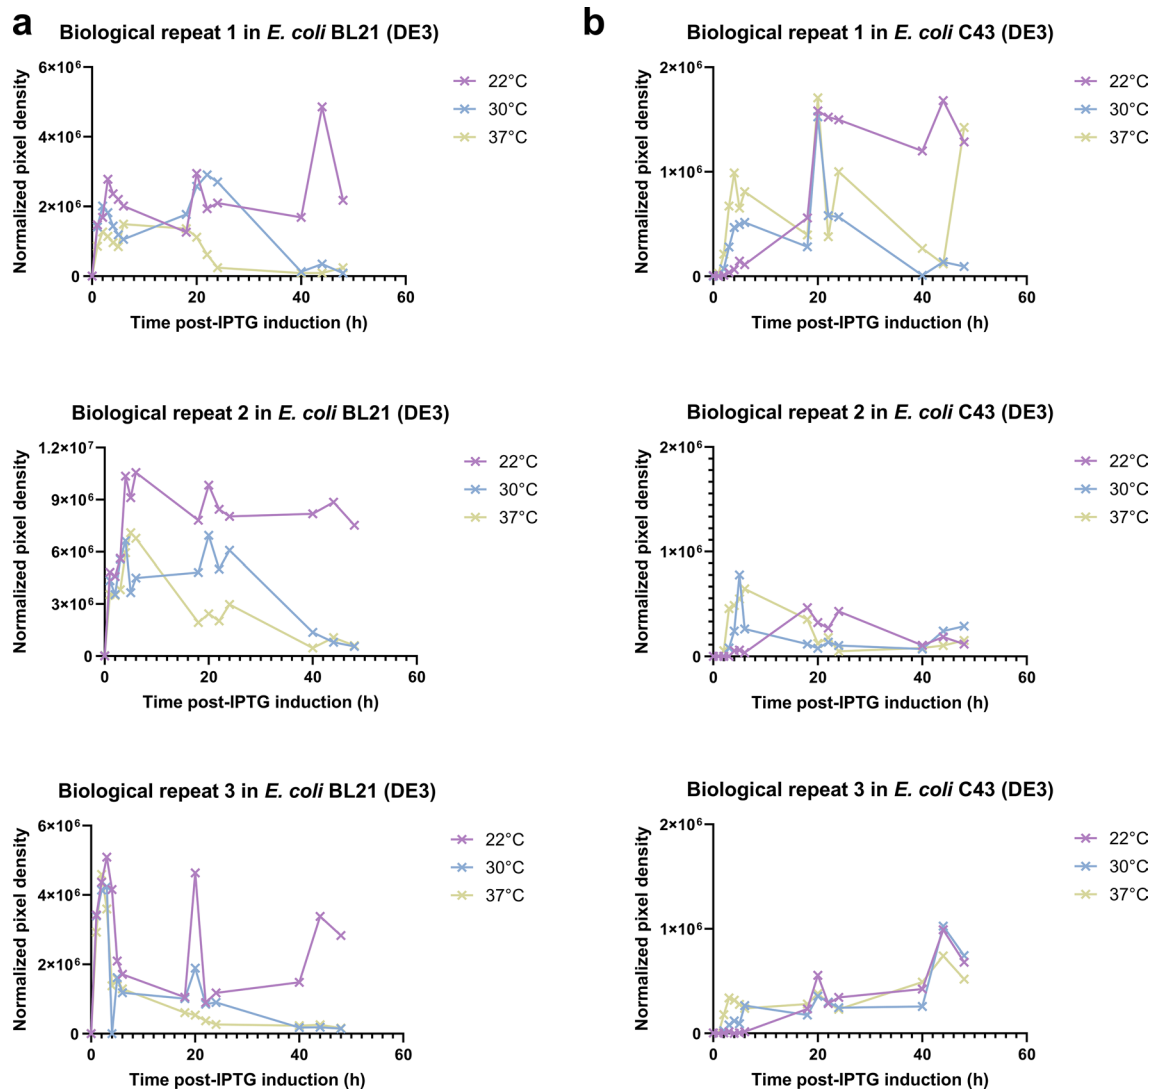 a
Biological repeat 1 in E. coli BL21 (DE3)
Normalized pixel density
6×10⁶
4×10⁶
2×10⁶
0
0 20 40 60
Time post-IPTG induction (h)
22°C
30°C
37°C
b
Biological repeat 1 in E. coli C43 (DE3)
Normalized pixel density
2×10⁶
1×10⁶
0
0 20 40 60
Time post-IPTG induction (h)
22°C
30°C
37°C
Biological repeat 2 in E. coli BL21 (DE3)
Normalized pixel density
1.2×10⁷
9×10⁶
6×10⁶
3×10⁶
0
0 20 40 60
Time post-IPTG induction (h)
22°C
30°C
37°C
Biological repeat 2 in E. coli C43 (DE3)
Normalized pixel density
2×10⁶
1×10⁶
0
0 20 40 60
Time post-IPTG induction (h)
22°C
30°C
37°C
Biological repeat 3 in E. coli BL21 (DE3)
Normalized pixel density
6×10⁶
4×10⁶
2×10⁶
0
0 20 40 60
Time post-IPTG induction (h)
22°C
30°C
37°C
Biological repeat 3 in E. coli C43 (DE3)
Normalized pixel density
2×10⁶
1×10⁶
0
0 20 40 60
Time post-IPTG induction (h)
22°C
30°C
37°C